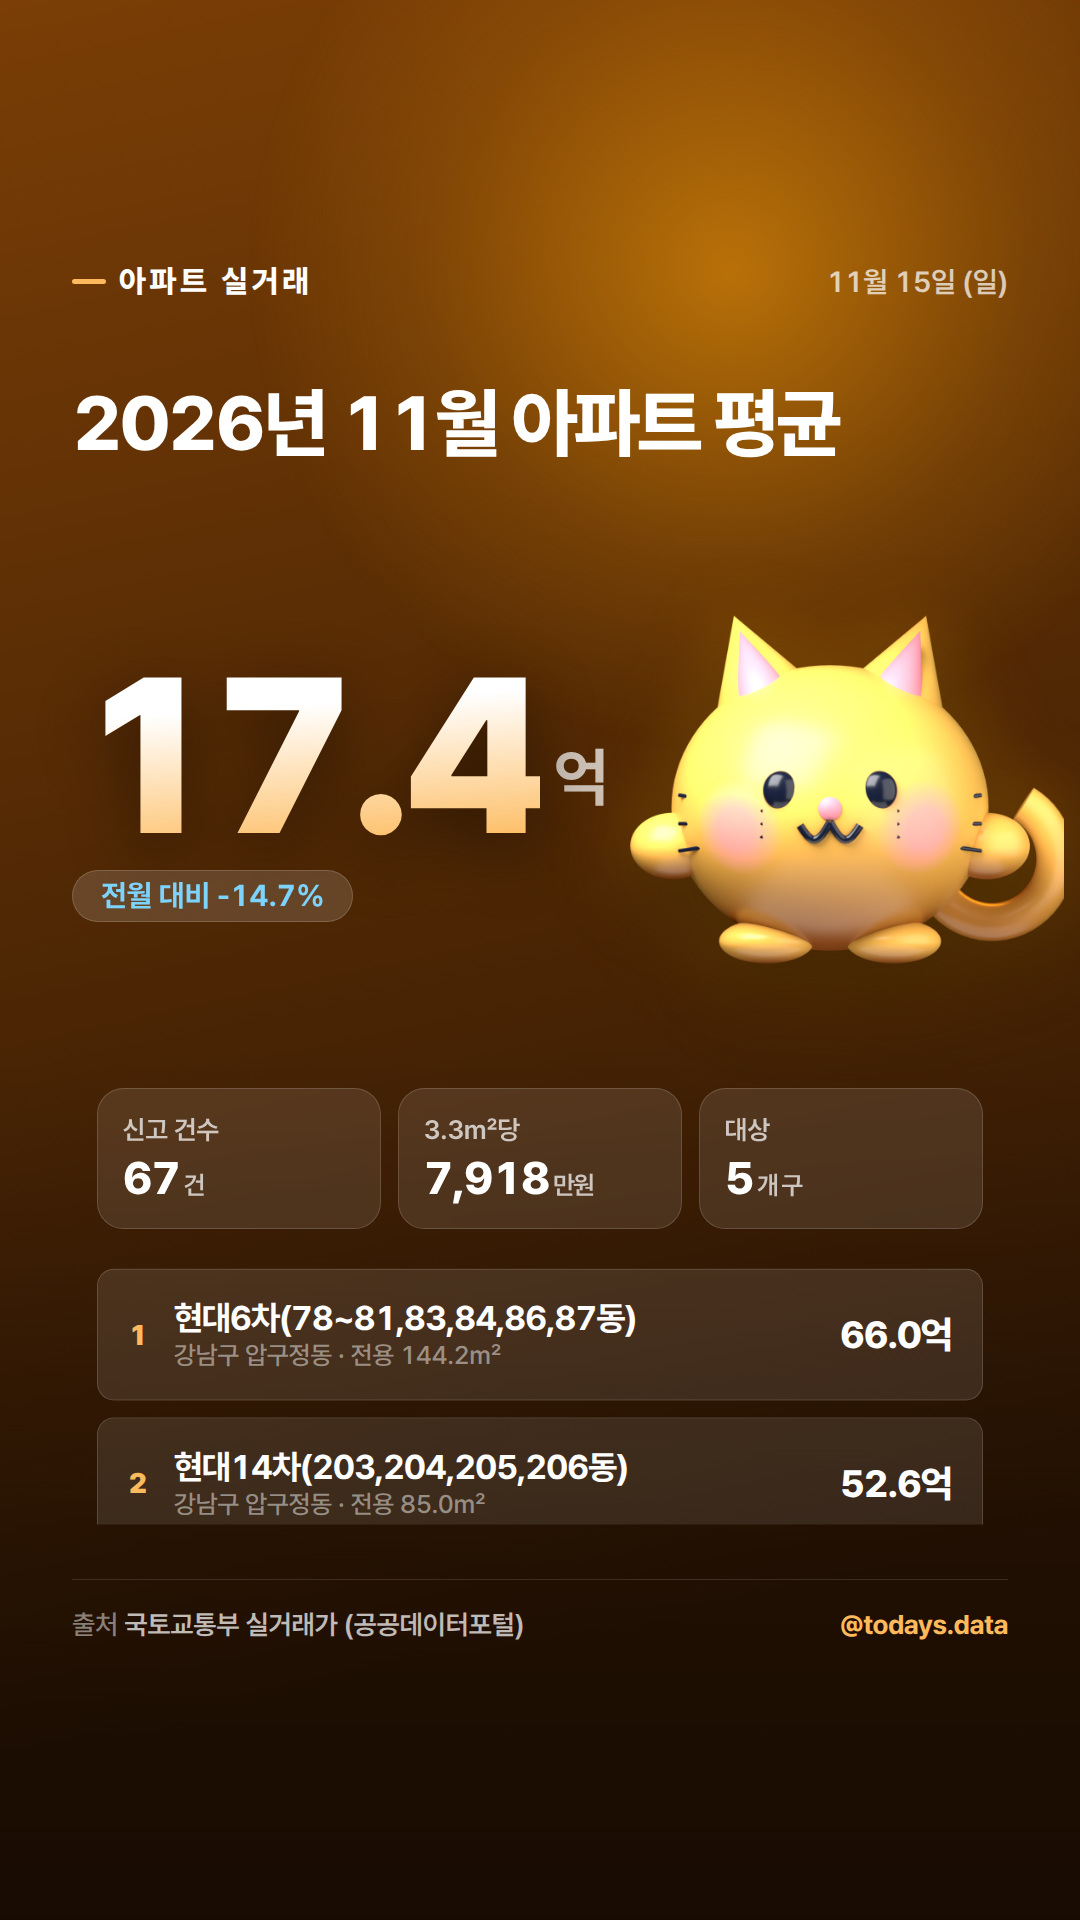 아파트 실거래
11월 15일 (일)
2026년 11월 아파트 평균
17.4억
전월 대비 -14.7%
신고 건수
67건
3.3m²당
7,918만원
대상
5개 구
1
현대6차(78~81,83,84,86,87동)
강남구 압구정동 · 전용 144.2m²
66.0억
2
현대14차(203,204,205,206동)
강남구 압구정동 · 전용 85.0m²
52.6억
출처 국토교통부 실거래가 (공공데이터포털)
@todays.data